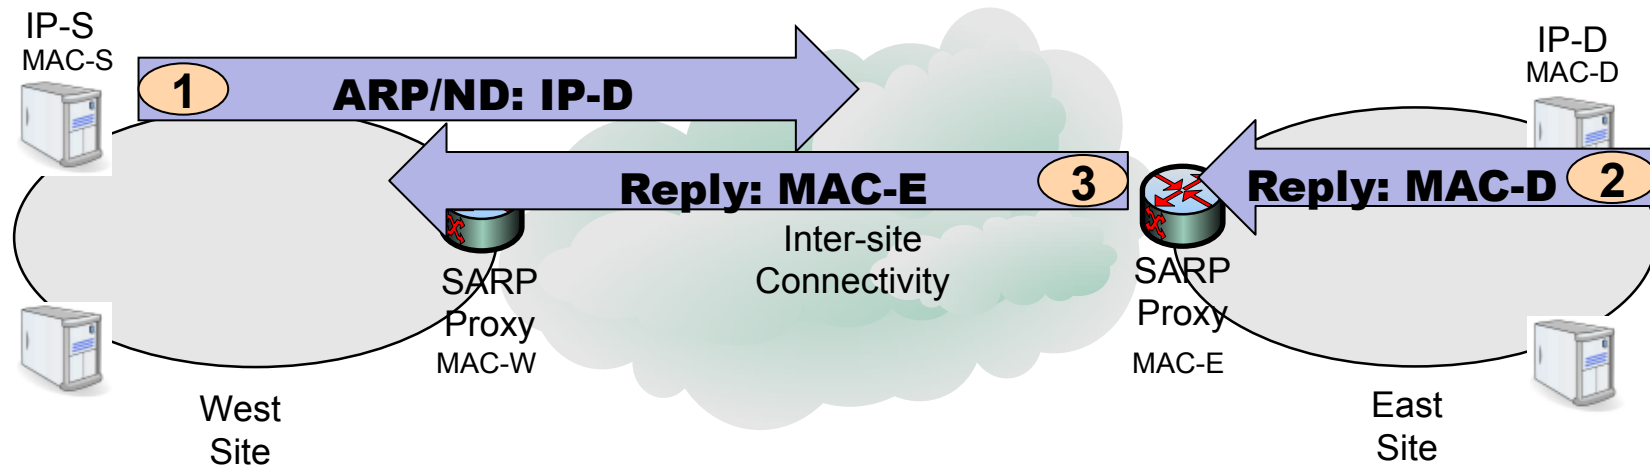 IP-S
MAC-S
IP-D
MAC-D
1
ARP/ND: IP-D
Reply: MAC-E
3
Reply: MAC-D
2
Inter-site
Connectivity
SARP
Proxy
MAC-W
SARP
Proxy
MAC-E
West
Site
East
Site